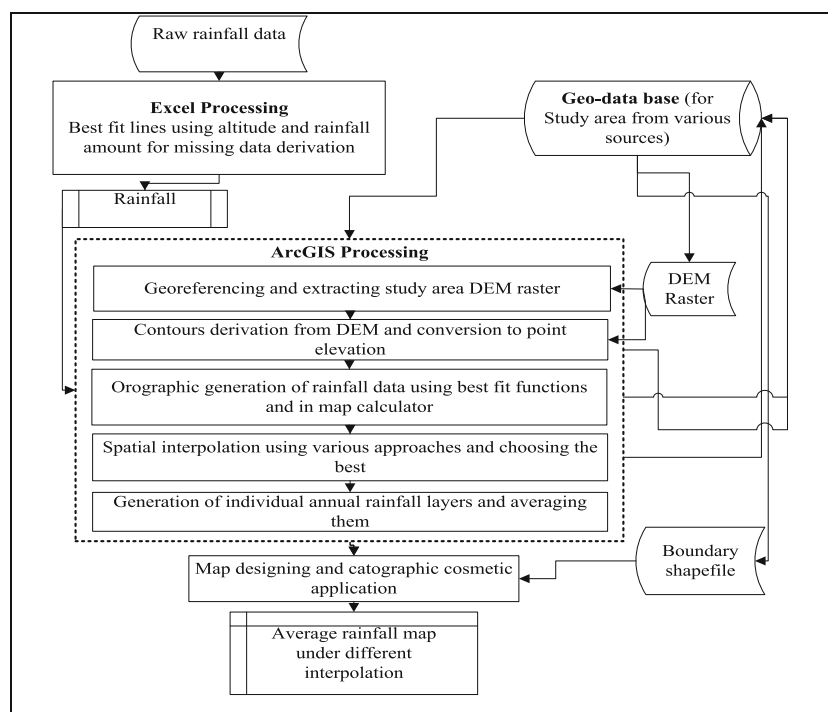 Raw rainfall data
Excel Processing
Best fit lines using altitude and rainfall
amount for missing data derivation
Rainfall
Geo-data base (for
Study area from various
sources)
ArcGIS Processing
Georeferencing and extracting study area DEM raster
DEM
Raster
Contours derivation from DEM and conversion to point
elevation
Orographic generation of rainfall data using best fit functions
and in map calculator
Spatial interpolation using various approaches and choosing the
best
Generation of individual annual rainfall layers and averaging
them
Boundary
shapefile
Map designing and catographic cosmetic
application
Average rainfall map
under different
interpolation